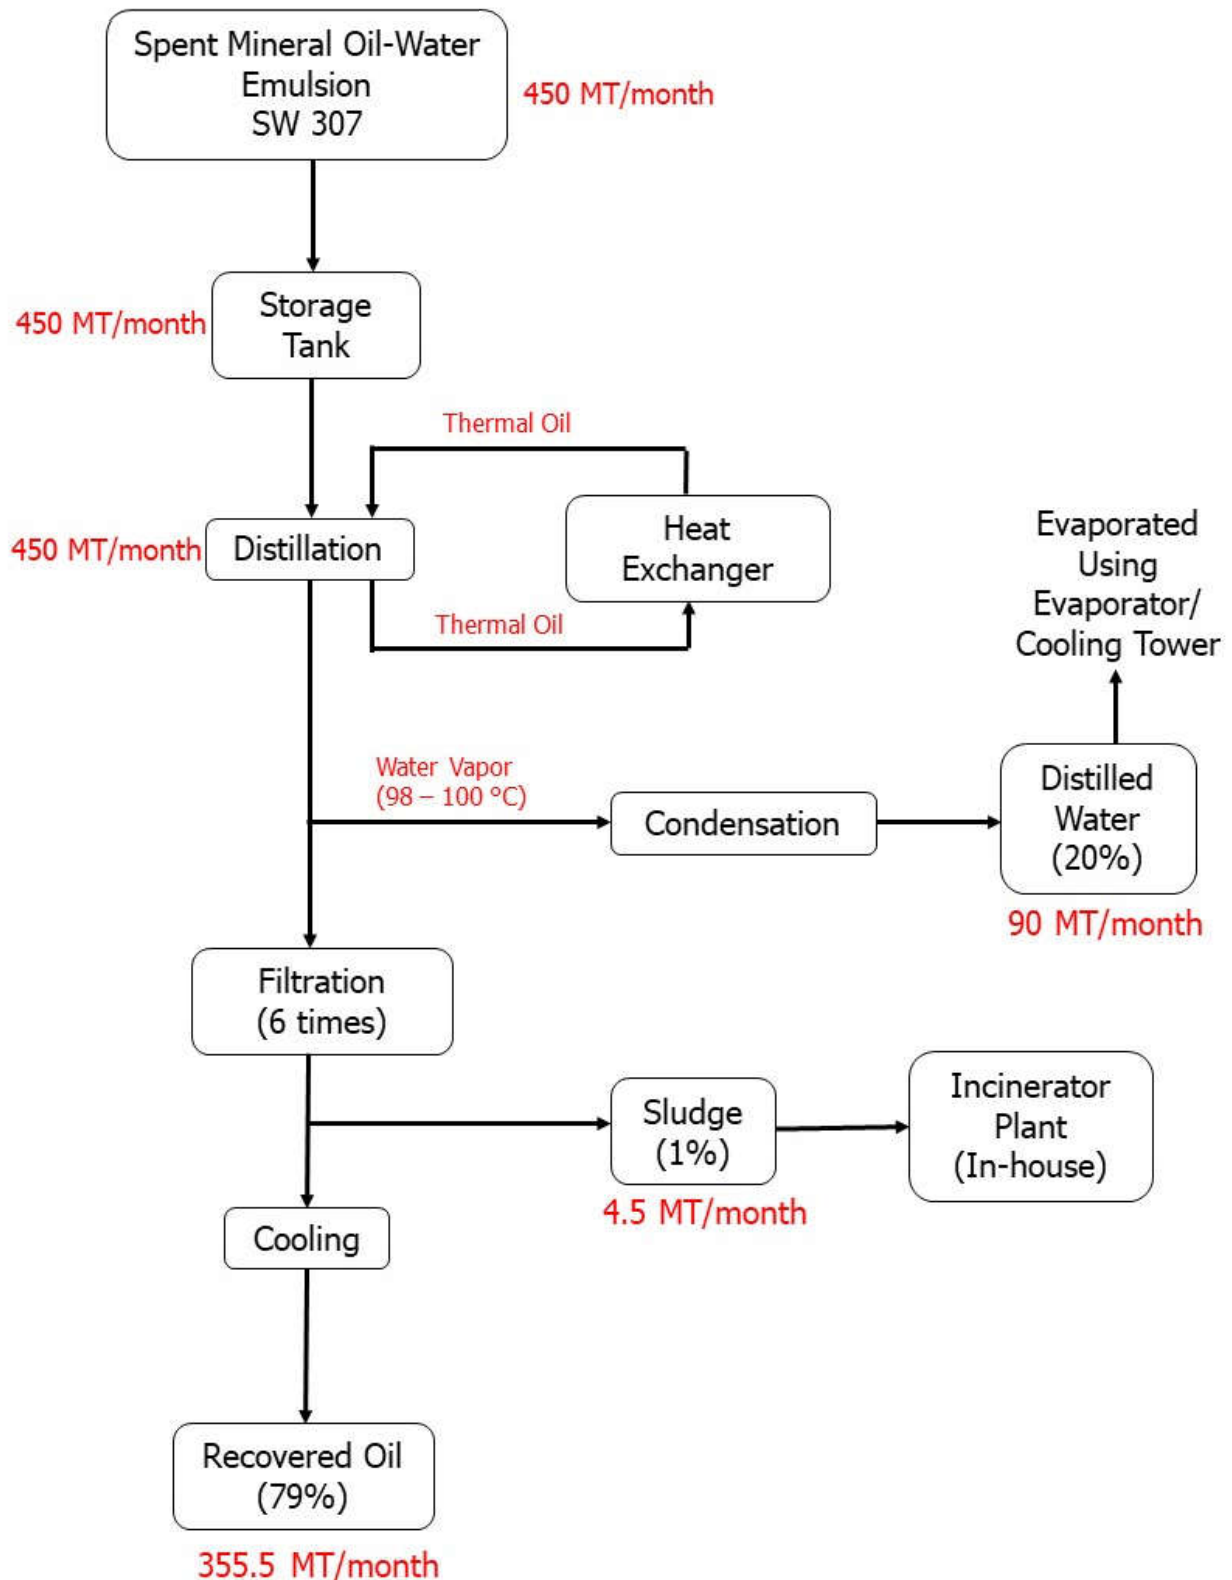 Spent Mineral Oil-Water
Emulsion
SW 307
450 MT/month
Storage
Tank
450 MT/month
Thermal Oil
Heat
Exchanger
Distillation
450 MT/month
Thermal Oil
Evaporated
Using
Evaporator/
Cooling Tower
Water Vapor
(98 – 100 °C)
Condensation
Distilled
Water
(20%)
90 MT/month
Filtration
(6 times)
Sludge
(1%)
4.5 MT/month
Incinerator
Plant
(In-house)
Cooling
Recovered Oil
(79%)
355.5 MT/month